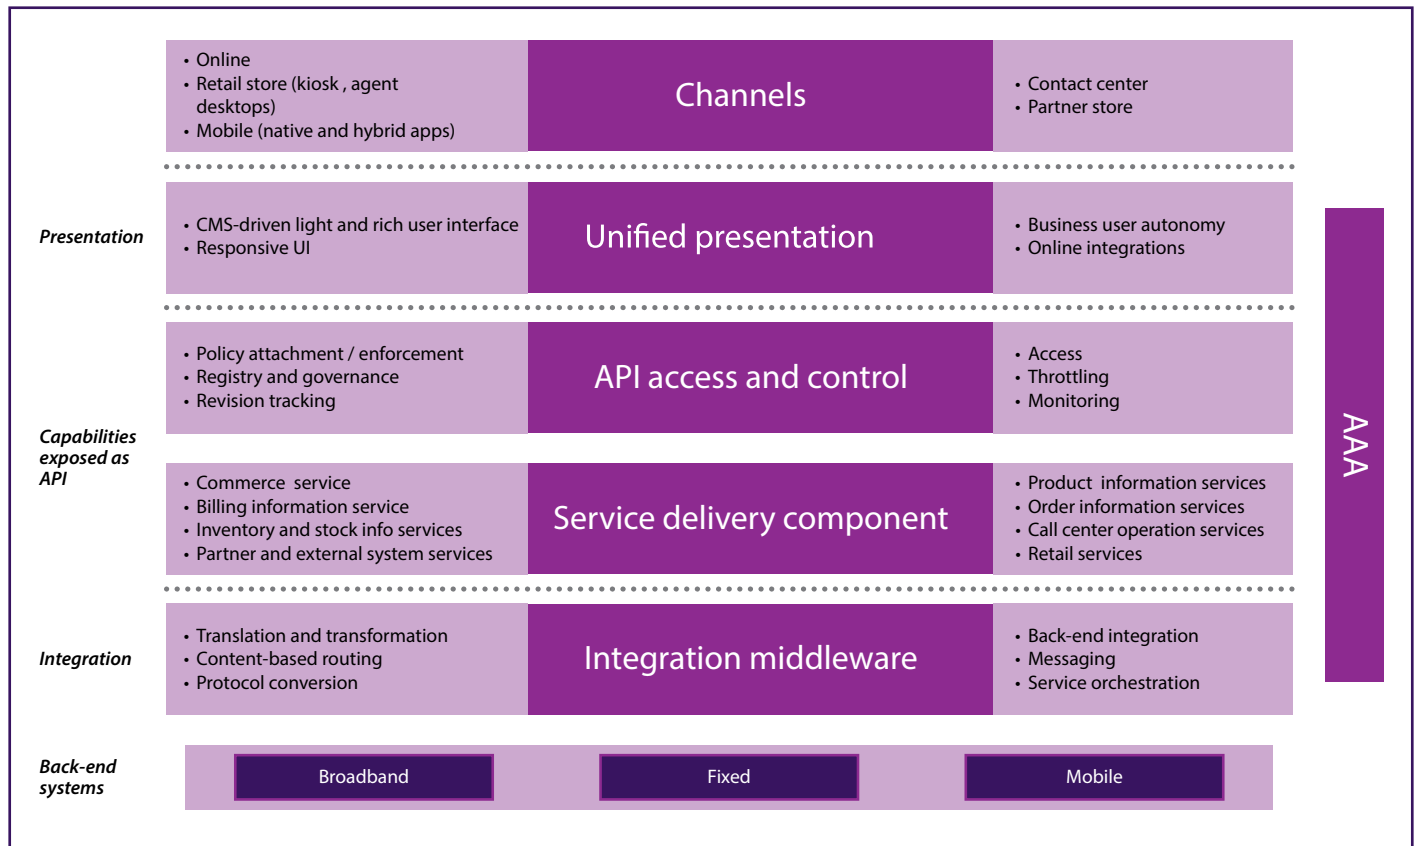 • Online
• Retail store (kiosk , agent
desktops)
• Mobile (native and hybrid apps)
Channels
• Contact center
• Partner store
Presentation
• CMS-driven light and rich user interface
• Responsive UI
Unified presentation
• Business user autonomy
• Online integrations
Capabilities
exposed as
API
• Policy attachment / enforcement
• Registry and governance
• Revision tracking
API access and control
• Access
• Throttling
• Monitoring
• Commerce  service
• Billing information service
• Inventory and stock info services
• Partner and external system services
Service delivery component
• Product  information services
• Order information services
• Call center operation services
• Retail services
Integration
• Translation and transformation
• Content-based routing
• Protocol conversion
Integration middleware
• Back-end integration
• Messaging
• Service orchestration
AAA
Back-end
systems
Broadband
Fixed
Mobile